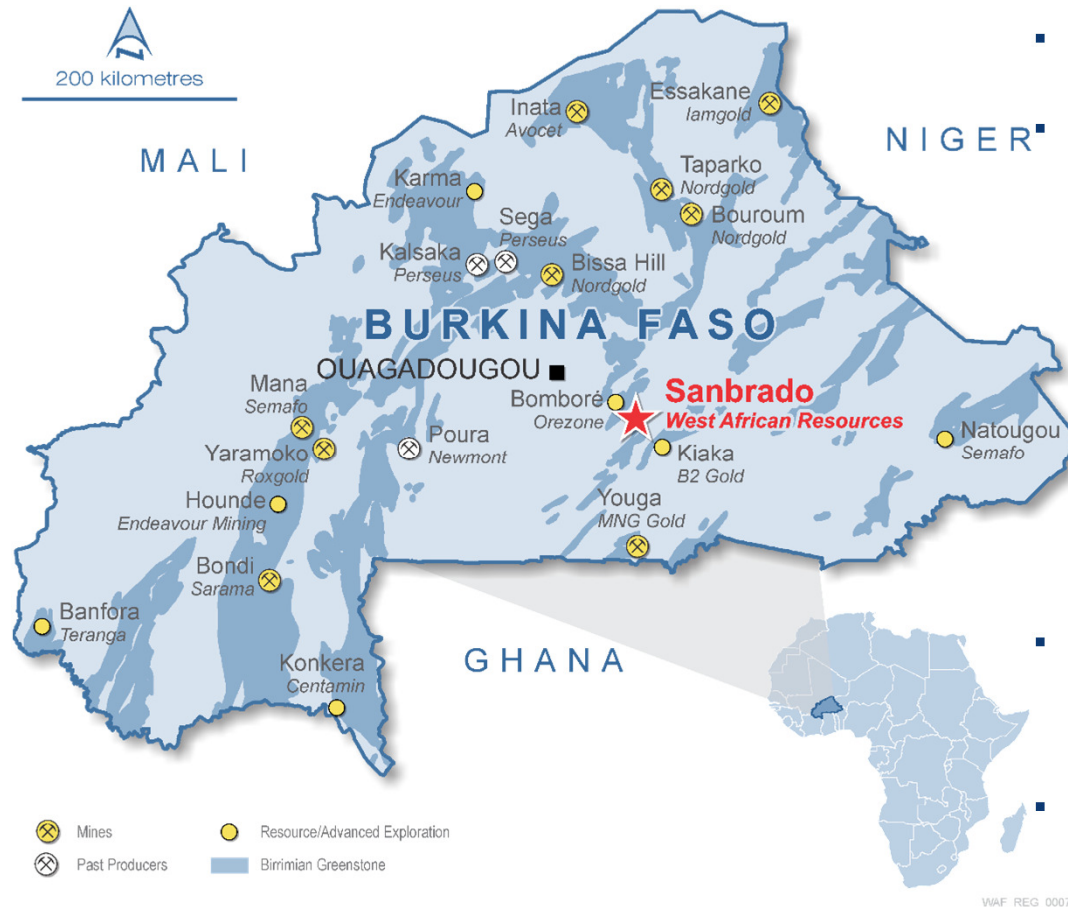 200 kilometres
N
MALI
NIGER
Inata
Avocet
Essakane
Iamgold
Karma
Endeavour
Taparko
Nordgold
Sega
Perseus
Bouroum
Nordgold
Kalsaka
Perseus
Bissa Hill
Nordgold
BURKINA FASO
OUAGADOUGOU
Mana
Semafo
Bomboré
Orezone
Sanbrado
West African Resources
Yaramoko
Roxgold
Poura
Newmont
Kiaka
B2 Gold
Natougou
Semafo
Hounde
Endeavour Mining
Youga
MNG Gold
Bondi
Sarama
Banfora
Teranga
GHANA
Konkera
Centamin
Mines
Resource/Advanced Exploration
Past Producers
Birrimian Greenstone
WAF_REG_0007